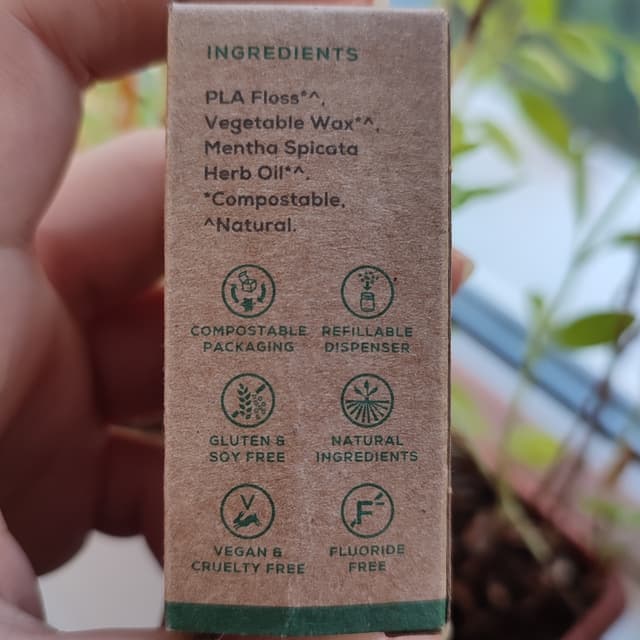 INGREDIENTS
PLA Floss*^,
Vegetable Wax*^,
Mentha Spicata
Herb Oil*^.
*Compostable,
^Natural.
COMPOSTABLE PACKAGING
REFILLABLE DISPENSER
GLUTEN &
SOY FREE
NATURAL
INGREDIENTS
V
VEGAN &
CRUELTY FREE
F
FLUORIDE
FREE